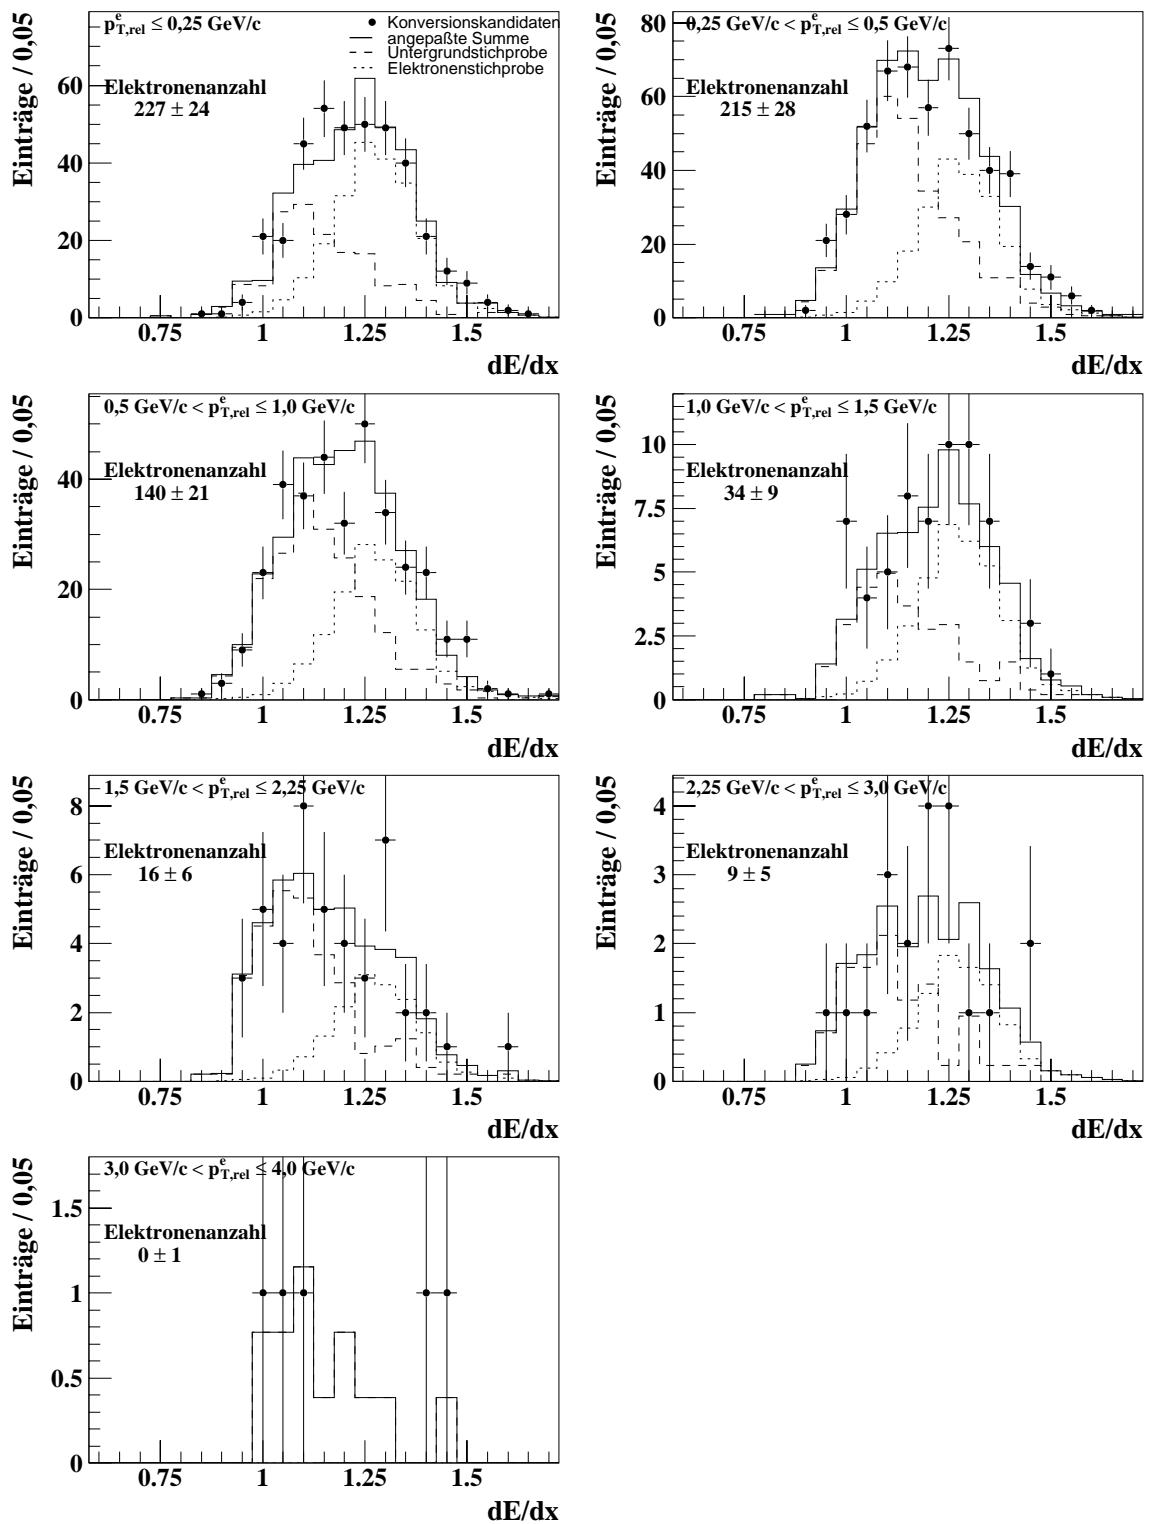 p^e_T,rel ≤ 0,25 GeV/c
Konversionskandidaten
angepaßte Summe
Untergrundstichprobe
Elektronenstichprobe
Elektronenanzahl
227 ± 24
Einträge / 0,05
60
40
20
0
0.75 1 1.25 1.5
dE/dx
0,25 GeV/c < p^e_T,rel ≤ 0,5 GeV/c
Elektronenanzahl
215 ± 28
Einträge / 0,05
80
60
40
20
0
0.75 1 1.25 1.5
dE/dx
0,5 GeV/c < p^e_T,rel ≤ 1,0 GeV/c
Elektronenanzahl
140 ± 21
Einträge / 0,05
40
20
0
0.75 1 1.25 1.5
dE/dx
1,0 GeV/c < p^e_T,rel ≤ 1,5 GeV/c
Elektronenanzahl
34 ± 9
Einträge / 0,05
10
7.5
5
2.5
0
0.75 1 1.25 1.5
dE/dx
1,5 GeV/c < p^e_T,rel ≤ 2,25 GeV/c
Elektronenanzahl
16 ± 6
Einträge / 0,05
8
6
4
2
0
0.75 1 1.25 1.5
dE/dx
2,25 GeV/c < p^e_T,rel ≤ 3,0 GeV/c
Elektronenanzahl
9 ± 5
Einträge / 0,05
4
3
2
1
0
0.75 1 1.25 1.5
dE/dx
3,0 GeV/c < p^e_T,rel ≤ 4,0 GeV/c
Elektronenanzahl
0 ± 1
Einträge / 0,05
1.5
1
0.5
0
0.75 1 1.25 1.5
dE/dx